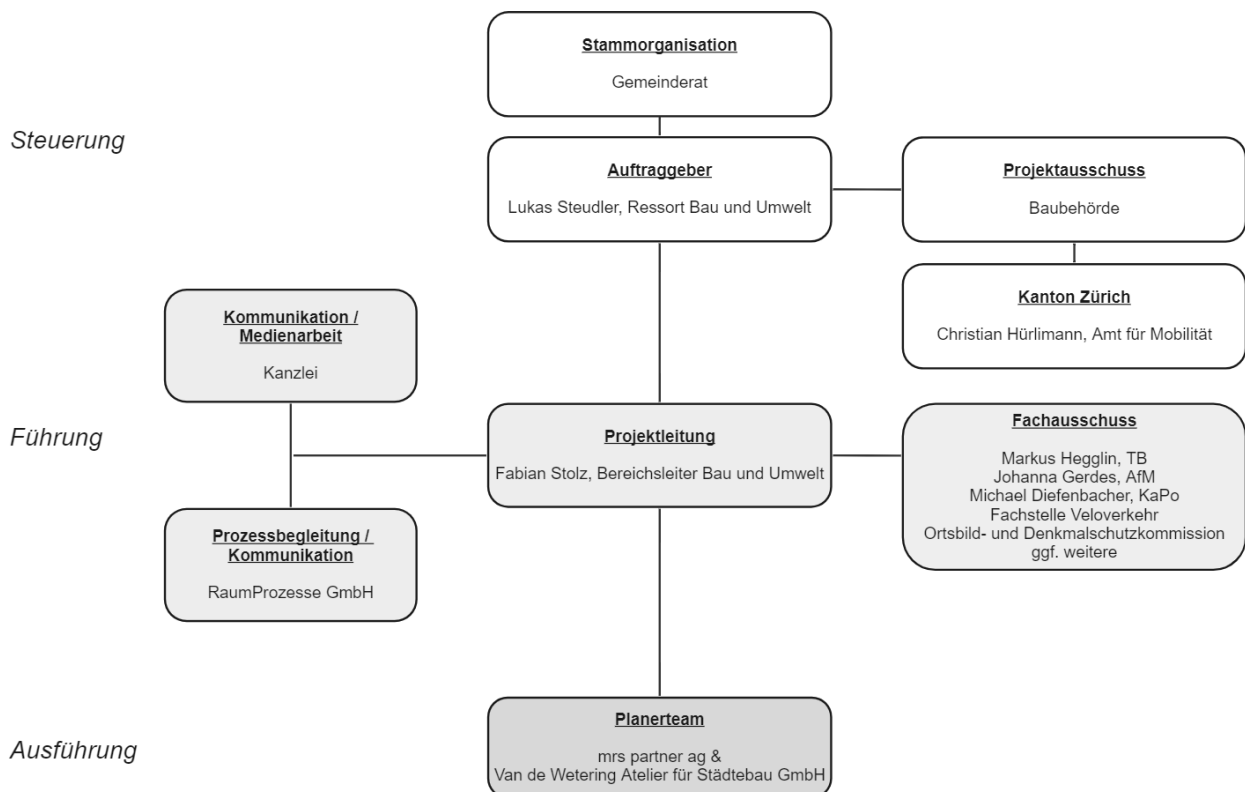 Stammorganisation
Gemeinderat
Steuerung
Auftraggeber
Lukas Steudler, Ressort Bau und Umwelt
Projektausschuss
Baubehörde
Kanton Zürich
Christian Hürlimann, Amt für Mobilität
Kommunikation /
Medienarbeit
Kanzlei
Führung
Projektleitung
Fabian Stolz, Bereichsleiter Bau und Umwelt
Fachausschuss
Markus Hegglin, TB
Johanna Gerdes, AfM
Michael Diefenbacher, KaPo
Fachstelle Veloverkehr
Ortsbild- und Denkmalschutzkommission
ggf. weitere
Prozessbegleitung /
Kommunikation
RaumProzesse GmbH
Ausführung
Planerteam
mrs partner ag &
Van de Wetering Atelier für Städtebau GmbH